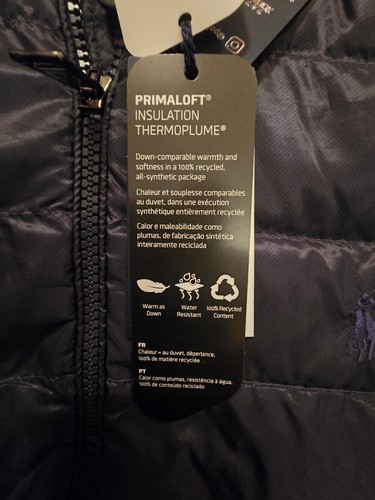 PRIMALOFT®
INSULATION
THERMOPLUME®
Down-comparable warmth and
softness in a 100% recycled,
all-synthetic package
Chaleur et souplesse comparables
au duvet, dans une exécution
synthétique entièrement recyclée
Calor e maleabilidade como
plumas, de fabricação sintética
inteiramente reciclada
Warm as
Down
Water
Resistant
100% Recycled
Content
FR
Chaleur = au duvet, déperlance,
100% de matière recyclée
PT
Calor como plumas, resistência à água,
100% de conteúdo reciclado